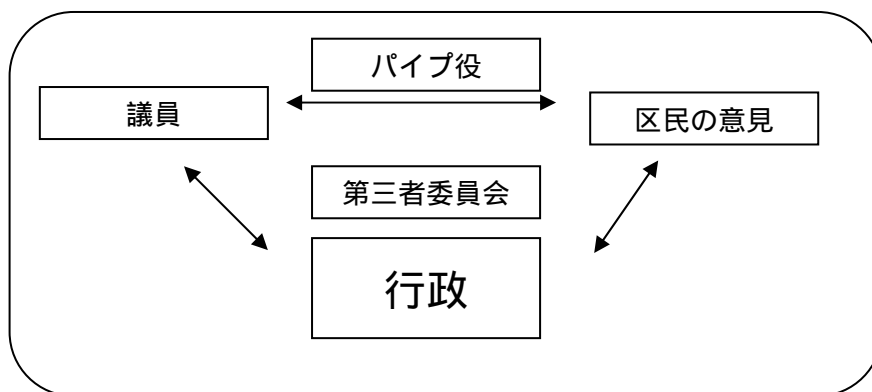 パイプ役
議員
区民の意見
第三者委員会
行政